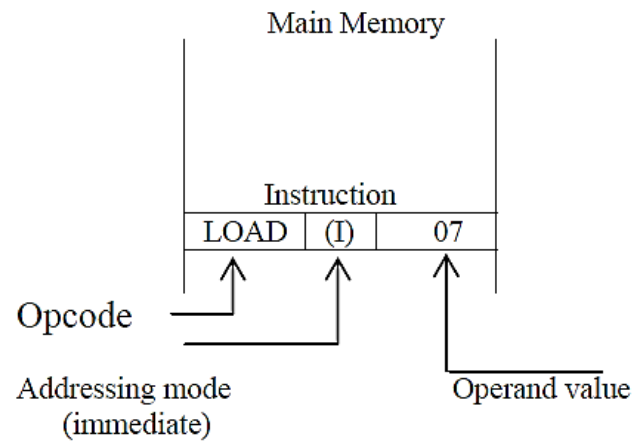 Main Memory
Instruction
LOAD (I) 07
Opcode
Addressing mode
(immediate)
Operand value